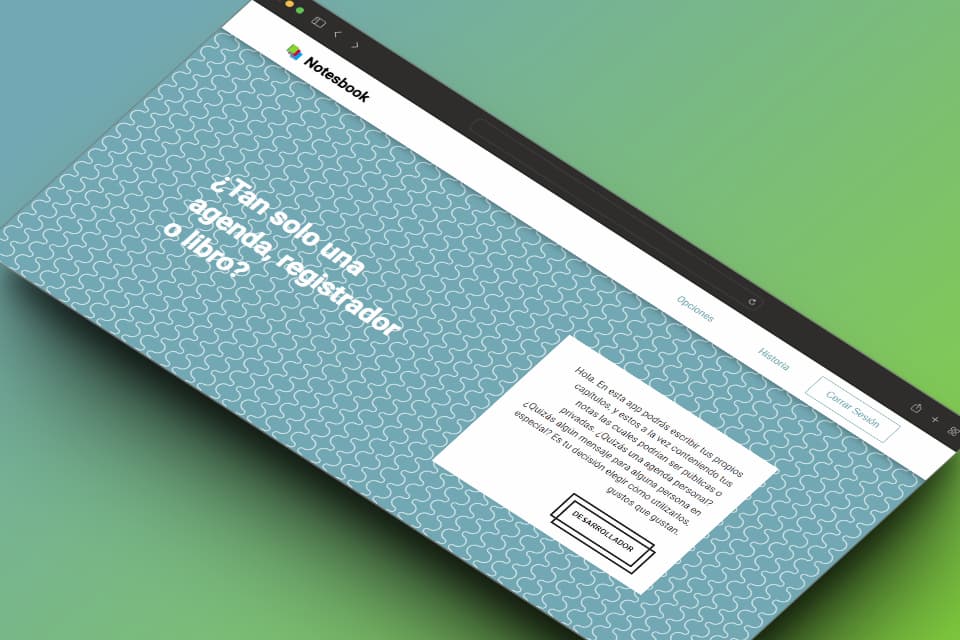 Notesbook
Opciones
Historia
Cerrar Sesión
¿Tan solo una
agenda, registrador
o libro?
Hola. En esta app podrás escribir tus propios
capítulos, y estos a la vez conteniendo tus
notas las cuales podrían ser publicas o
privadas. ¿Quizás una agenda personal?
¿Quizás algún mensaje para alguna persona en
especial? Es tu decisión elegir como utilizarlos,
gustos que gustan.
DESARROLLADOR